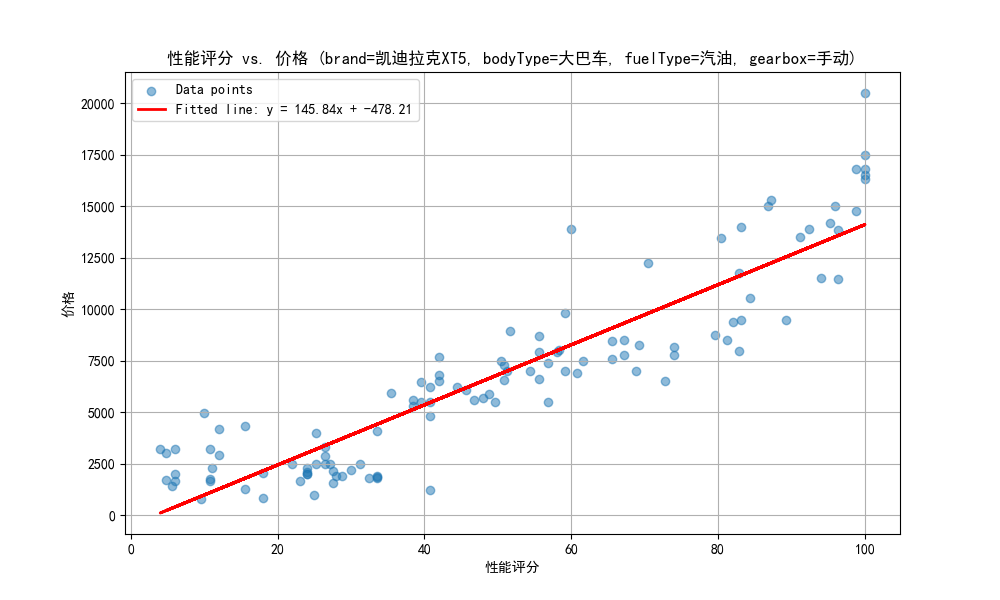 性能评分 vs. 价格 (brand=凯迪拉克XT5, bodyType=大巴车, fuelType=汽油, gearbox=手动)
Data points
Fitted line: y = 145.84x + -478.21
价格
20000
17500
15000
12500
10000
7500
5000
2500
0
0 20 40 60 80 100
性能评分